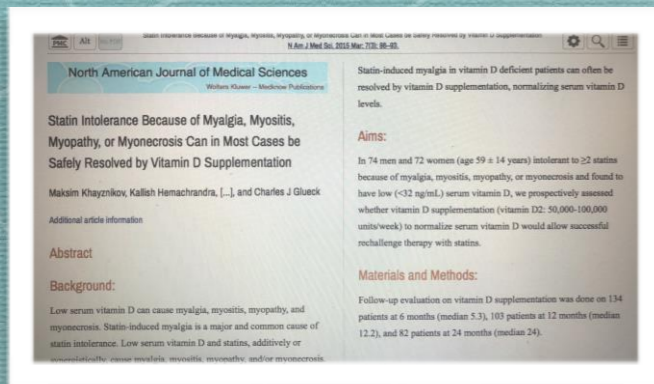 PMC Alt
Statin Intolerance Because of Myalgia, Myositis, Myopathy, or Myonecrosis Can in Most Cases be Safely Resolved by Vitamin D Supplementation
N Am J Med Sci. 2015 Mar; 7(3): 86–93.
North American Journal of Medical Sciences
Wolters Kluwer – Medknow Publications
Statin Intolerance Because of Myalgia, Myositis,
Myopathy, or Myonecrosis Can in Most Cases be
Safely Resolved by Vitamin D Supplementation
Maksim Khayznikov, Kallish Hemachrandra, [...], and Charles J Glueck
Additional article information
Abstract
Background:
Low serum vitamin D can cause myalgia, myositis, myopathy, and
myonecrosis. Statin-induced myalgia is a major and common cause of
statin intolerance. Low serum vitamin D and statins, additively or
synergistically, cause myalgia, myositis, myopathy, and/or myonecrosis.
Statin-induced myalgia in vitamin D deficient patients can often be
resolved by vitamin D supplementation, normalizing serum vitamin D
levels.
Aims:
In 74 men and 72 women (age 59 ± 14 years) intolerant to ≥2 statins
because of myalgia, myositis, myopathy, or myonecrosis and found to
have low (<32 ng/mL) serum vitamin D, we prospectively assessed
whether vitamin D supplementation (vitamin D2: 50,000-100,000
units/week) to normalize serum vitamin D would allow successful
rechallenge therapy with statins.
Materials and Methods:
Follow-up evaluation on vitamin D supplementation was done on 134
patients at 6 months (median 5.3), 103 patients at 12 months (median
12.2), and 82 patients at 24 months (median 24).